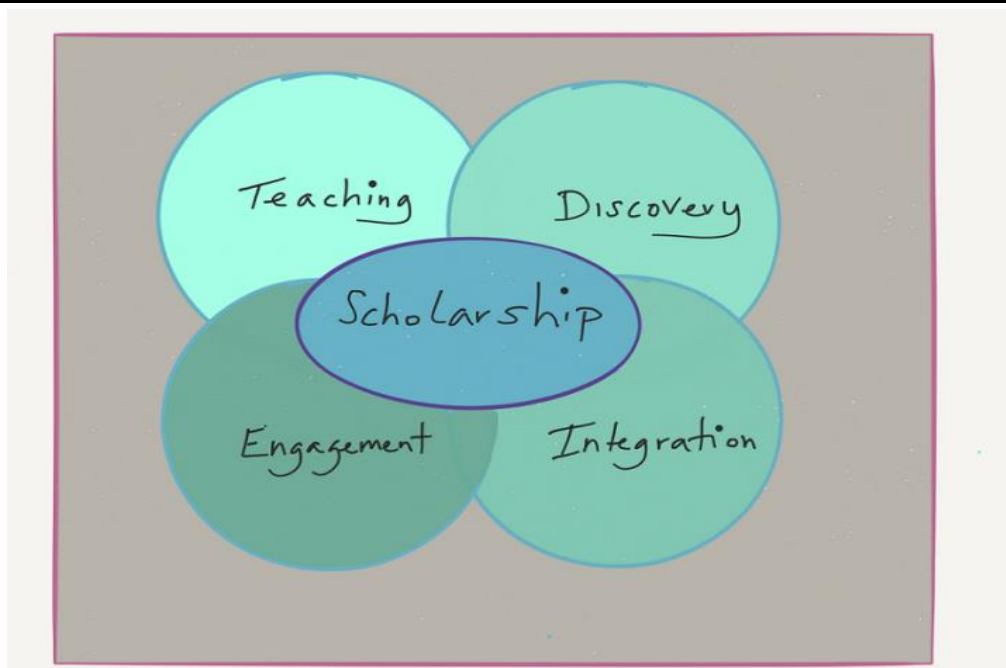 Teaching
Discovery
Scholarship
Engagement
Integration